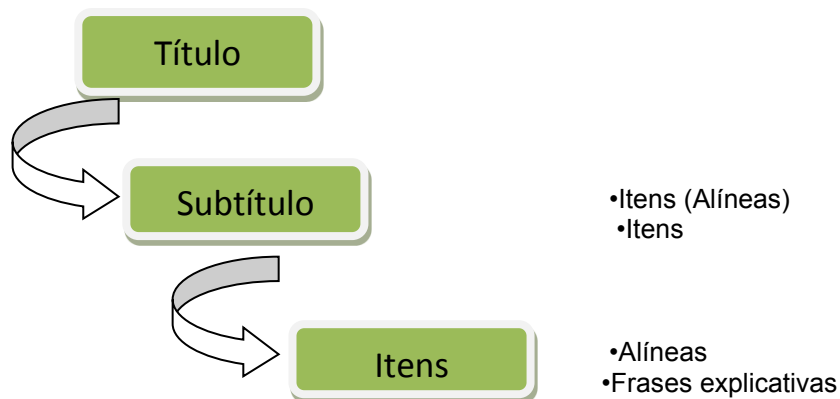 Título
Subtítulo
•Itens (Alíneas)
•Itens
Itens
•Alíneas
•Frases explicativas